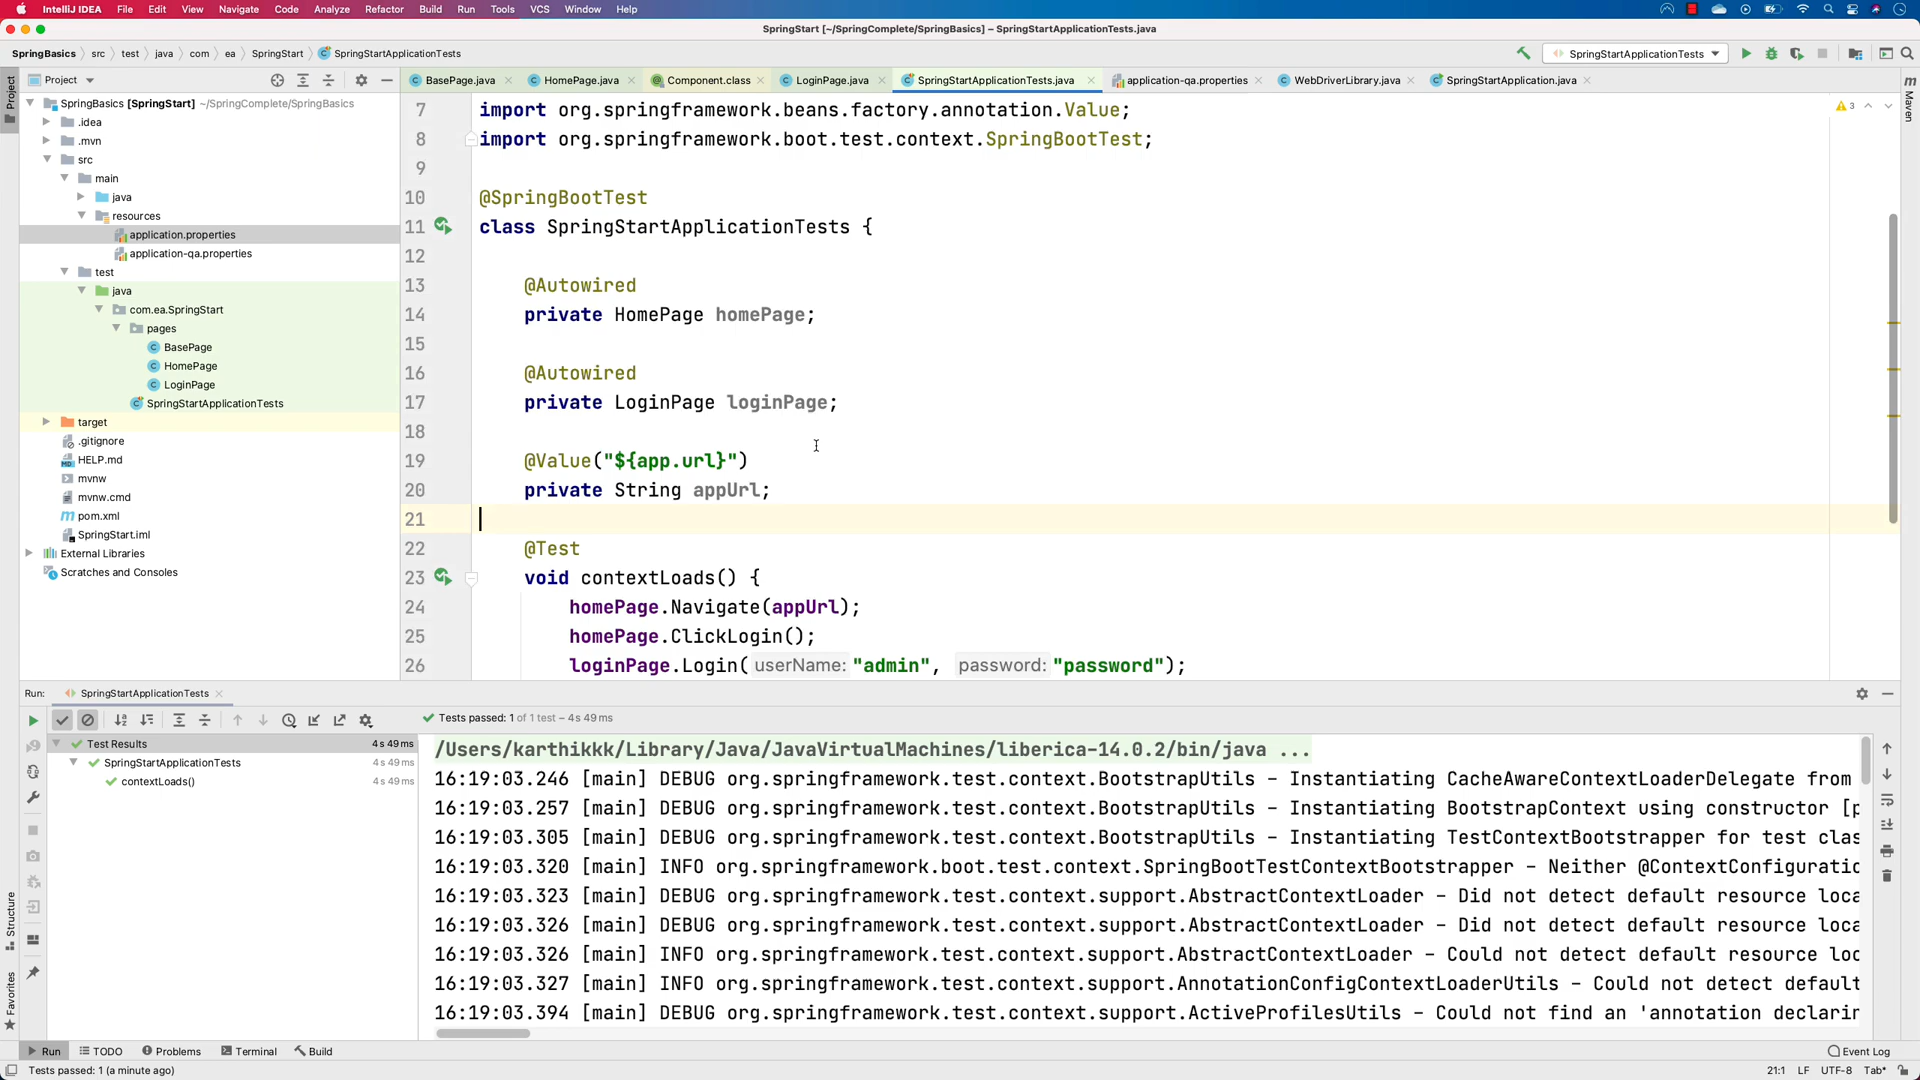 IntelliJ IDEA File Edit View Navigate Code Analyze Refactor Build Run Tools VCS Window Help
SpringStart [~/SpringComplete/SpringBasics] – SpringStartApplicationTests.java
SpringBasics › src › test › java › com › ea › SpringStart › SpringStartApplicationTests
SpringStartApplicationTests
Project
BasePage.java HomePage.java Component.class LoginPage.java SpringStartApplicationTests.java application-qa.properties WebDriverLibrary.java SpringStartApplication.java
Project
Maven
Structure
Favorites
SpringBasics [SpringStart] ~/SpringComplete/SpringBasics
.idea
.mvn
src
main
java
resources
application.properties
application-qa.properties
test
java
com.ea.SpringStart
pages
BasePage
HomePage
LoginPage
SpringStartApplicationTests
target
.gitignore
HELP.md
mvnw
mvnw.cmd
pom.xml
SpringStart.iml
External Libraries
Scratches and Consoles
3
7 import org.springframework.beans.factory.annotation.Value;
8 import org.springframework.boot.test.context.SpringBootTest;
9
10 @SpringBootTest
11 class SpringStartApplicationTests {
12
13 @Autowired
14 private HomePage homePage;
15
16 @Autowired
17 private LoginPage loginPage;
18
19 @Value("${app.url}")
20 private String appUrl;
21
22 @Test
23 void contextLoads() {
24 homePage.Navigate(appUrl);
25 homePage.ClickLogin();
26 loginPage.Login( userName: "admin", password: "password");
Run: SpringStartApplicationTests
Tests passed: 1 of 1 test – 4 s 49 ms
Test Results 4 s 49 ms
SpringStartApplicationTests 4 s 49 ms
contextLoads() 4 s 49 ms
/Users/karthikkk/Library/Java/JavaVirtualMachines/liberica-14.0.2/bin/java ...
16:19:03.246 [main] DEBUG org.springframework.test.context.BootstrapUtils - Instantiating CacheAwareContextLoaderDelegate from
16:19:03.257 [main] DEBUG org.springframework.test.context.BootstrapUtils - Instantiating BootstrapContext using constructor [p
16:19:03.305 [main] DEBUG org.springframework.test.context.BootstrapUtils - Instantiating TestContextBootstrapper for test clas
16:19:03.320 [main] INFO org.springframework.boot.test.context.SpringBootTestContextBootstrapper - Neither @ContextConfiguratio
16:19:03.323 [main] DEBUG org.springframework.test.context.support.AbstractContextLoader - Did not detect default resource loca
16:19:03.326 [main] DEBUG org.springframework.test.context.support.AbstractContextLoader - Did not detect default resource loca
16:19:03.326 [main] INFO org.springframework.test.context.support.AbstractContextLoader - Could not detect default resource loc
16:19:03.327 [main] INFO org.springframework.test.context.support.AnnotationConfigContextLoaderUtils - Could not detect default
16:19:03.394 [main] DEBUG org.springframework.test.context.support.ActiveProfilesUtils - Could not find an 'annotation declarin
Run TODO Problems Terminal Build Event Log
Tests passed: 1 (a minute ago) 21:1 LF UTF-8 Tab*